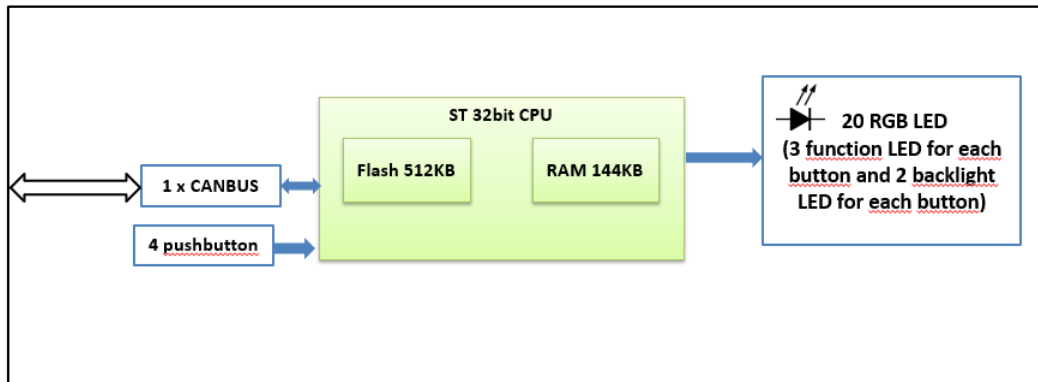 ST 32bit CPU
Flash 512KB
RAM 144KB
1 x CANBUS
4 pushbutton
20 RGB LED
(3 function LED for each
button and 2 backlight
LED for each button)